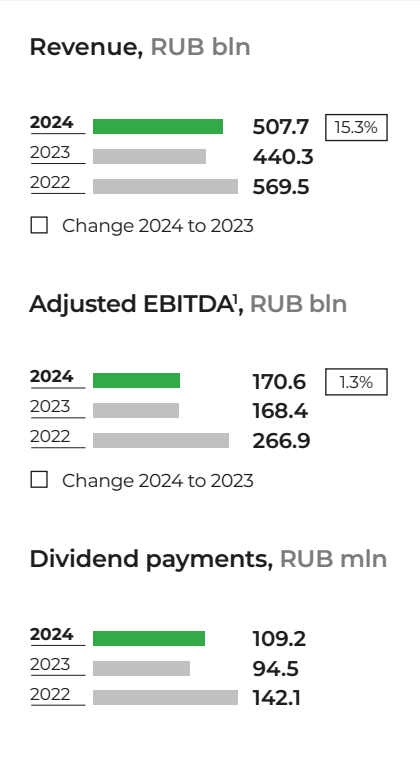 Revenue, RUB bln
2024 507.7 15.3%
2023 440.3
2022 569.5
Change 2024 to 2023
Adjusted EBITDA¹, RUB bln
2024 170.6 1.3%
2023 168.4
2022 266.9
Change 2024 to 2023
Dividend payments, RUB mln
2024 109.2
2023 94.5
2022 142.1